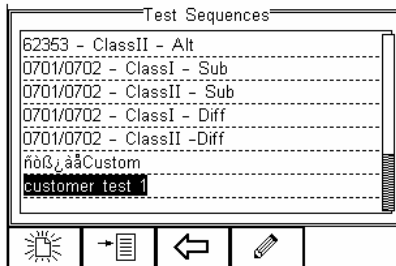 Test Sequences
62353 - ClassII - Alt
0701/0702 - ClassI - Sub
0701/0702 - ClassII - Sub
0701/0702 - ClassI - Diff
0701/0702 - ClassII -Diff
ñòß¿àåCustom
customer test 1